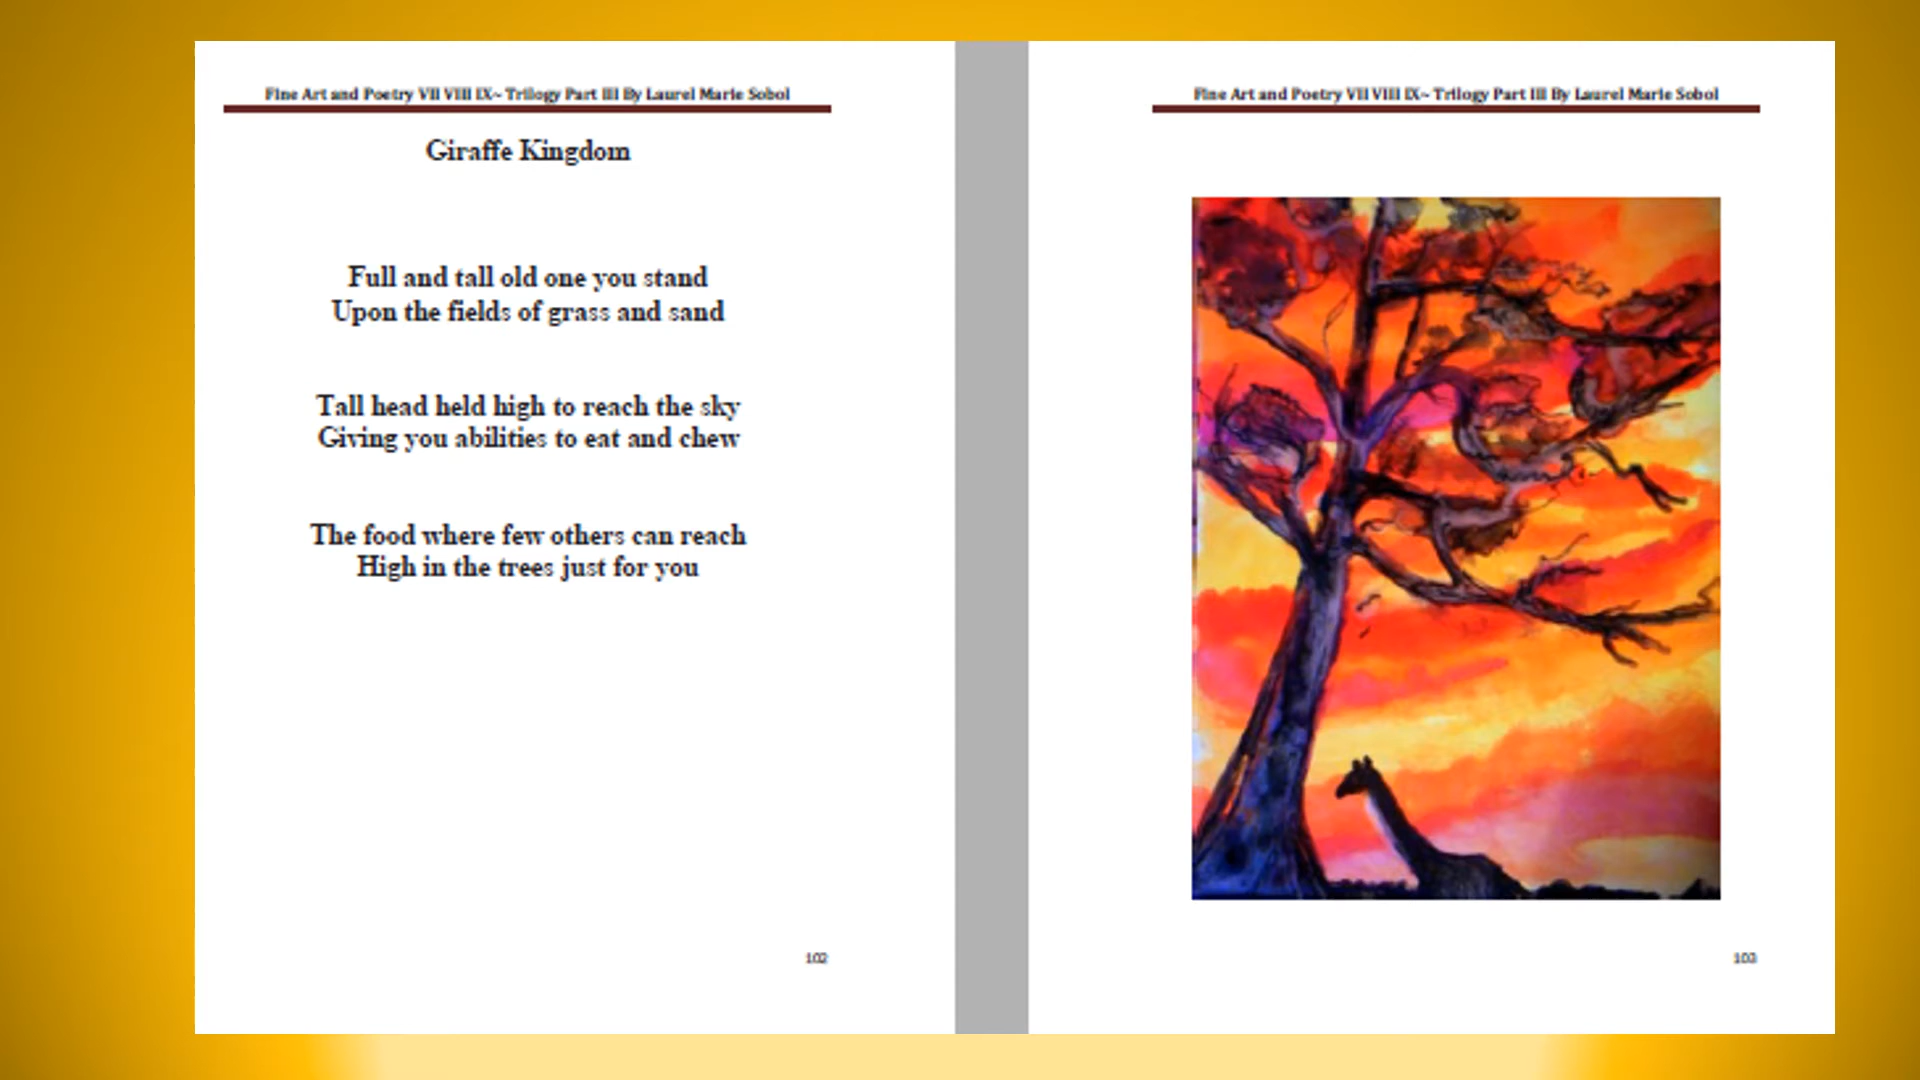 Fine Art and Poetry VII VIII IX~ Trilogy Part III By Laurel Marie Sobol
Giraffe Kingdom
Full and tall old one you stand
Upon the fields of grass and sand
Tall head held high to reach the sky
Giving you abilities to eat and chew
The food where few others can reach
High in the trees just for you
102
Fine Art and Poetry VII VIII IX~ Trilogy Part III By Laurel Marie Sobol
103